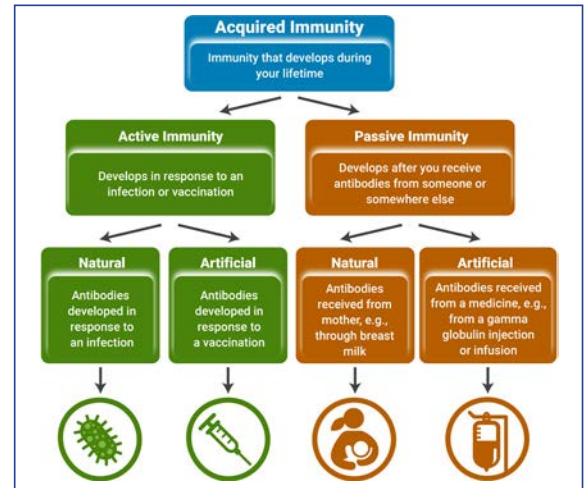 Acquired Immunity
Immunity that develops during
your lifetime
Active Immunity
Develops in response to an
infection or vaccination
Passive Immunity
Develops after you receive
antibodies from someone or
somewhere else
Natural
Antibodies
developed in
response to
an infection
Artificial
Antibodies
developed in
response to
a vaccination
Natural
Antibodies
received from
mother, e.g.,
through breast
milk
Artificial
Antibodies received
from a medicine, e.g.,
from a gamma
globulin injection
or infusion